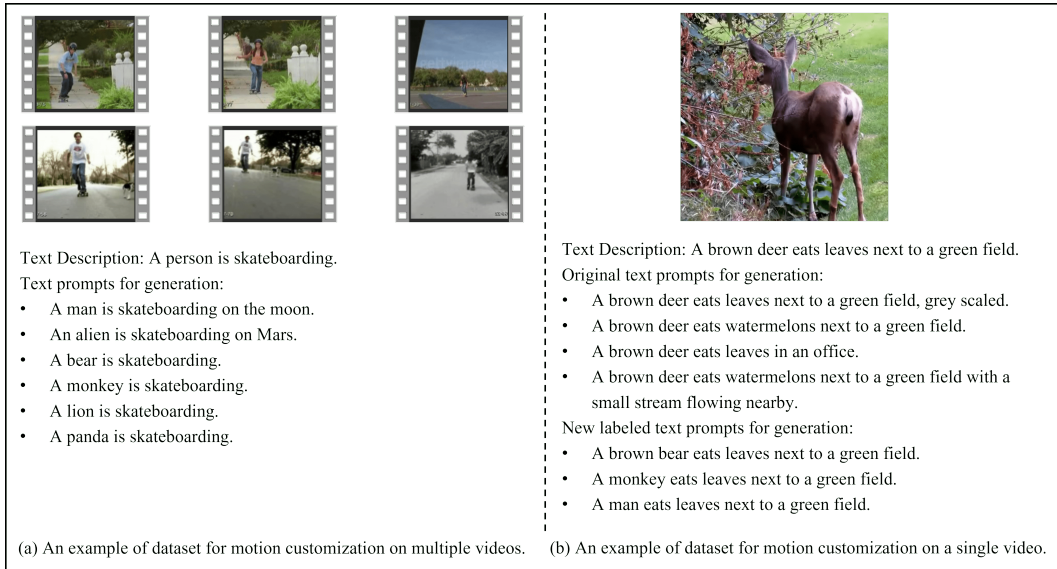 Text Description: A person is skateboarding.
Text prompts for generation:
• A man is skateboarding on the moon.
• An alien is skateboarding on Mars.
• A bear is skateboarding.
• A monkey is skateboarding.
• A lion is skateboarding.
• A panda is skateboarding.
(a) An example of dataset for motion customization on multiple videos.
Text Description: A brown deer eats leaves next to a green field.
Original text prompts for generation:
• A brown deer eats leaves next to a green field, grey scaled.
• A brown deer eats watermelons next to a green field.
• A brown deer eats leaves in an office.
• A brown deer eats watermelons next to a green field with a
small stream flowing nearby.
New labeled text prompts for generation:
• A brown bear eats leaves next to a green field.
• A monkey eats leaves next to a green field.
• A man eats leaves next to a green field.
(b) An example of dataset for motion customization on a single video.